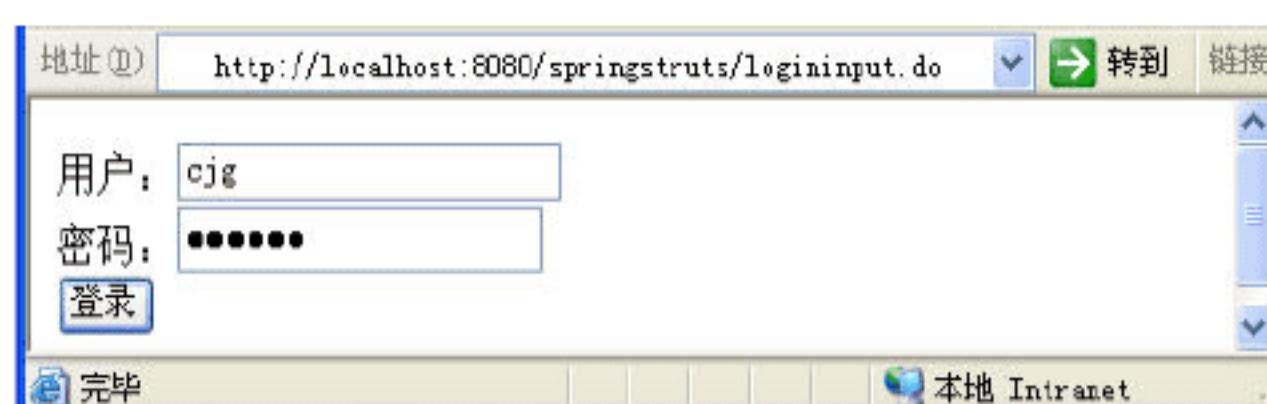 地址(D) http://localhost:8080/springstruts/logininput.do 转到 链接
用户：cjg
密码：●●●●●●
登录
完毕 本地 Intranet